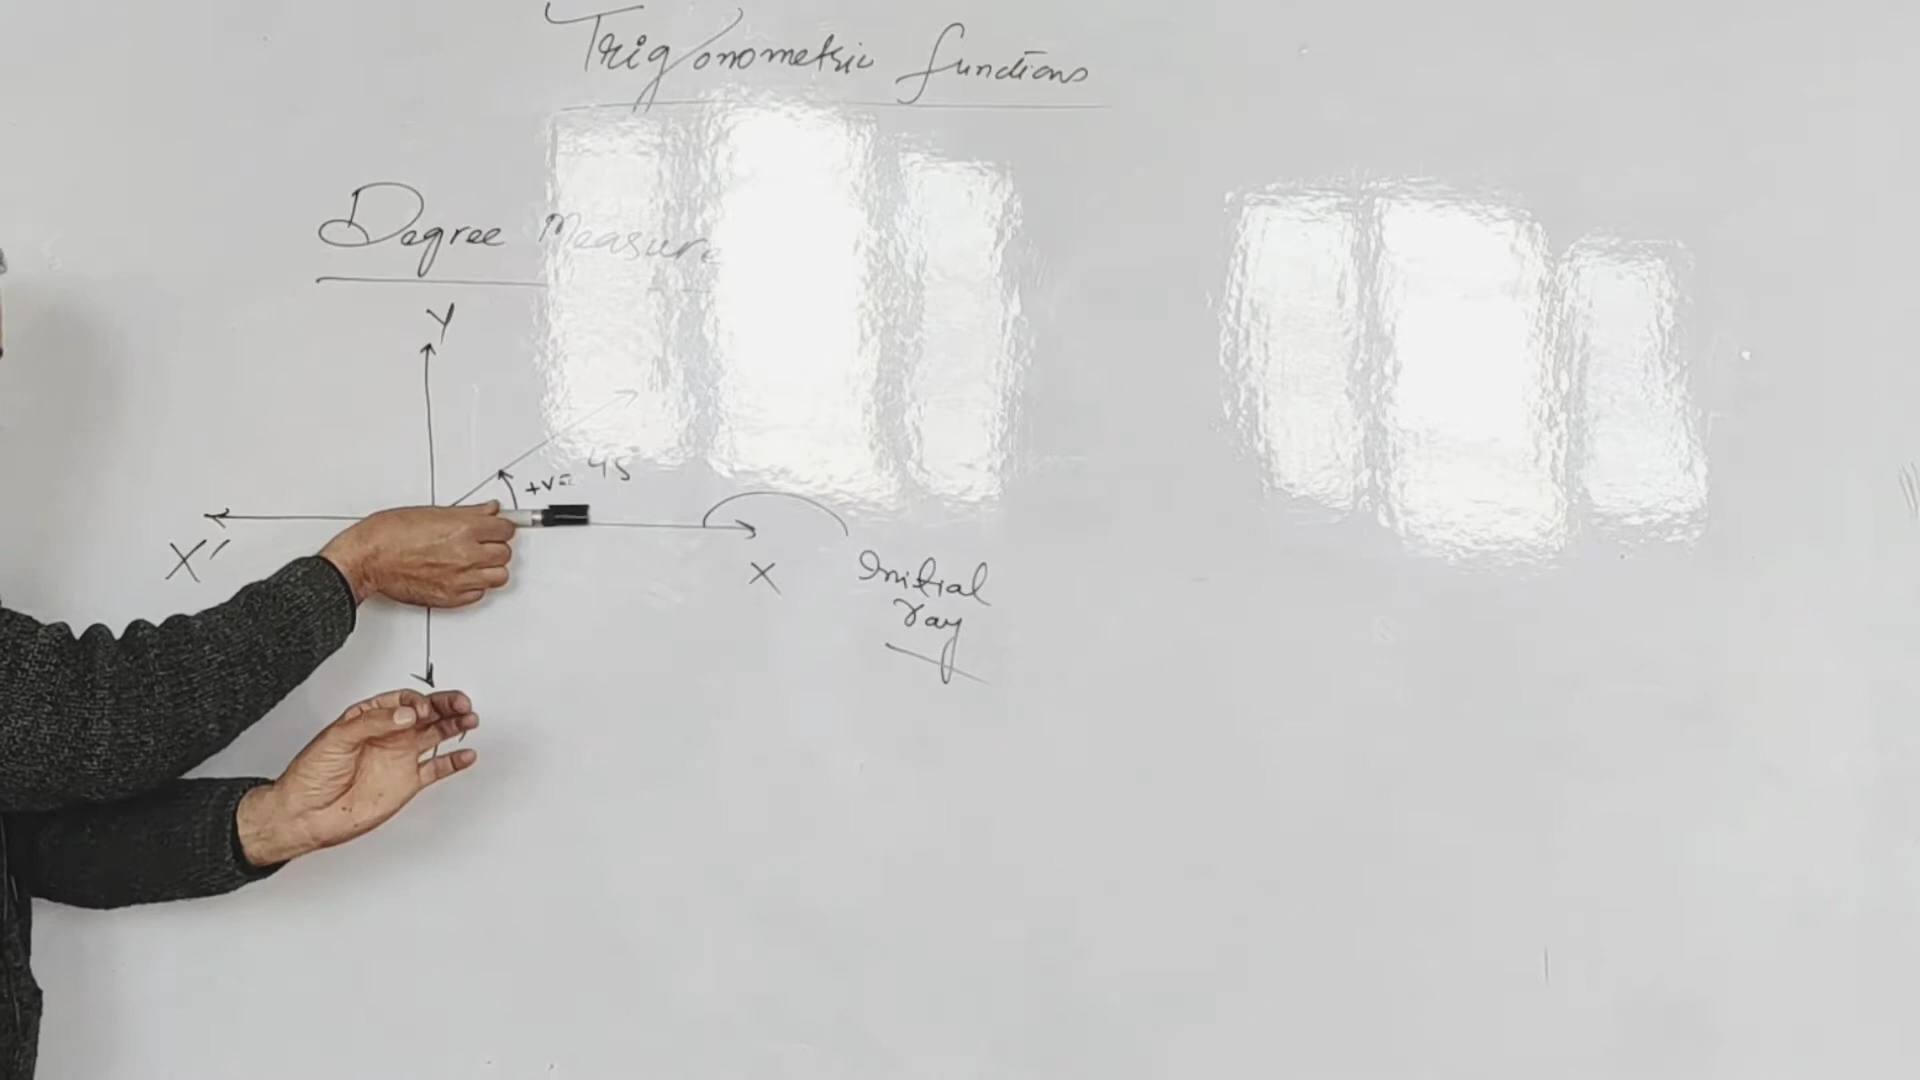 Trigonometric functions
Degree Measure
Y
+ve 45
X'
X
Initial
ray